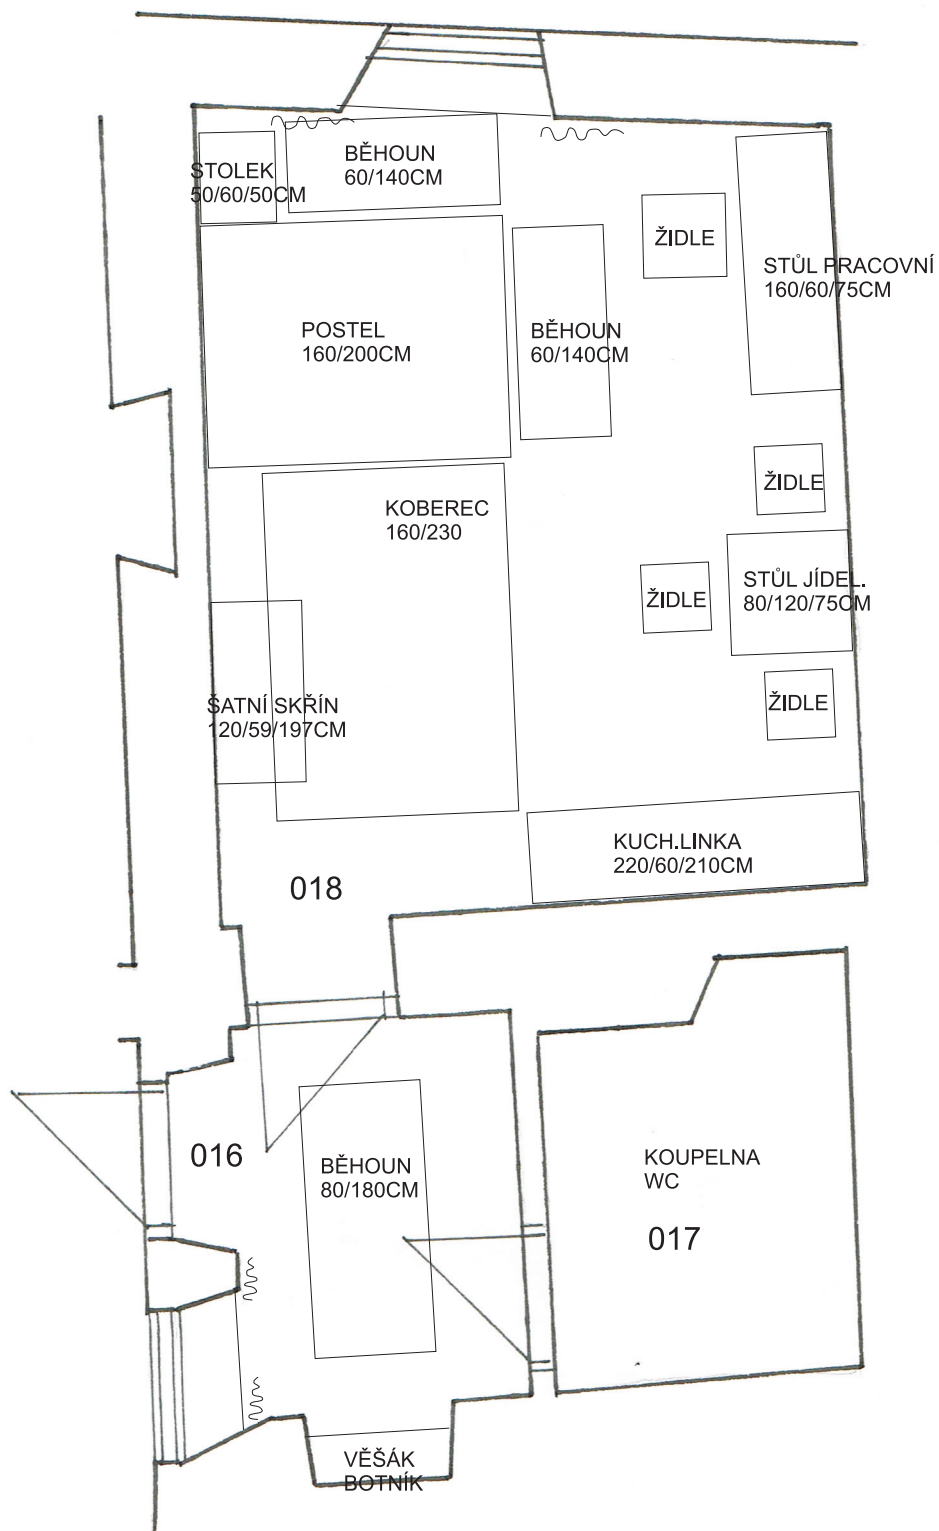 BĚHOUN
60/140CM
STOLEK
50/60/50CM
ŽIDLE
STŮL PRACOVNÍ
160/60/75CM
POSTEL
160/200CM
BĚHOUN
60/140CM
ŽIDLE
KOBEREC
160/230
STŮL JÍDEL.
80/120/75CM
ŽIDLE
ŠATNÍ SKŘÍN
120/59/197CM
ŽIDLE
KUCH.LINKA
220/60/210CM
018
016
BĚHOUN
80/180CM
KOUPELNA
WC
017
VĚŠÁK
BOTNÍK